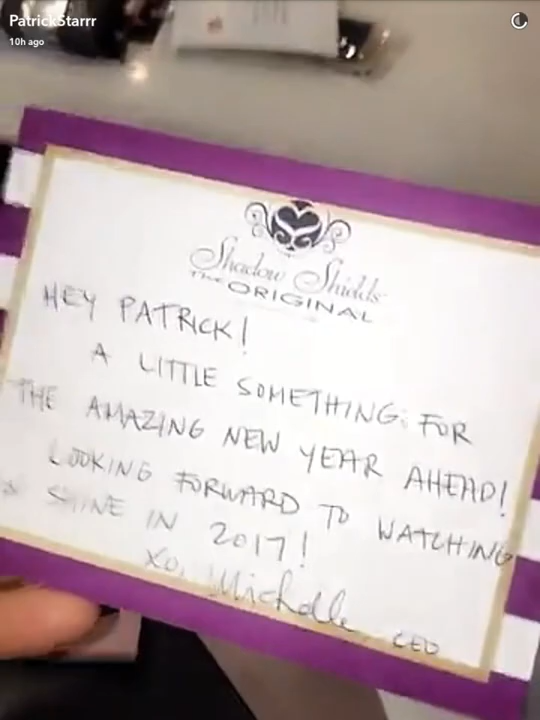 PatrickStarrr
10h ago
Shadow Shields
The ORIGINAL
HEY PATRICK!
A LITTLE SOMETHING FOR
THE AMAZING NEW YEAR AHEAD!
LOOKING FORWARD TO WATCHING
SHINE IN 2017!
XO, Michelle CEO